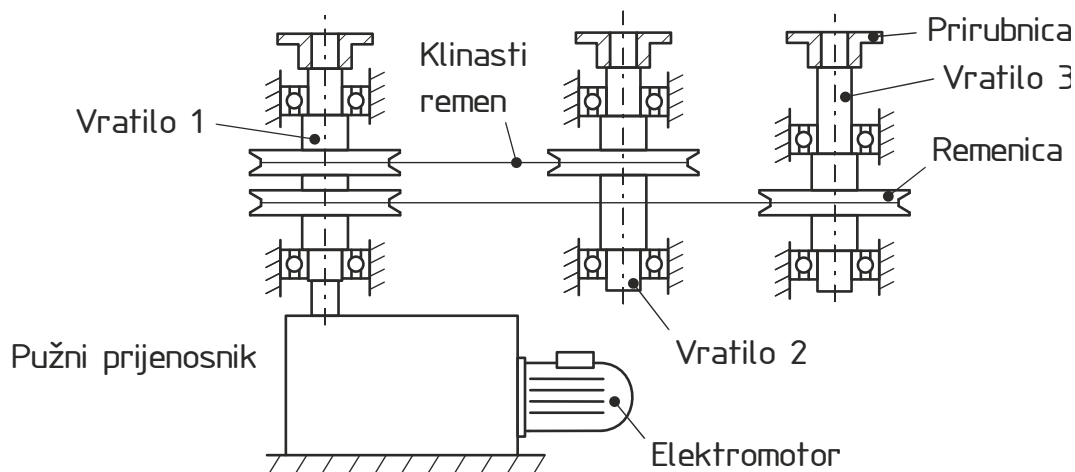 Prirubnica
Klinasti
remen
Vratilo 3
Vratilo 1
Remenica
Pužni prijenosnik
Vratilo 2
Elektromotor